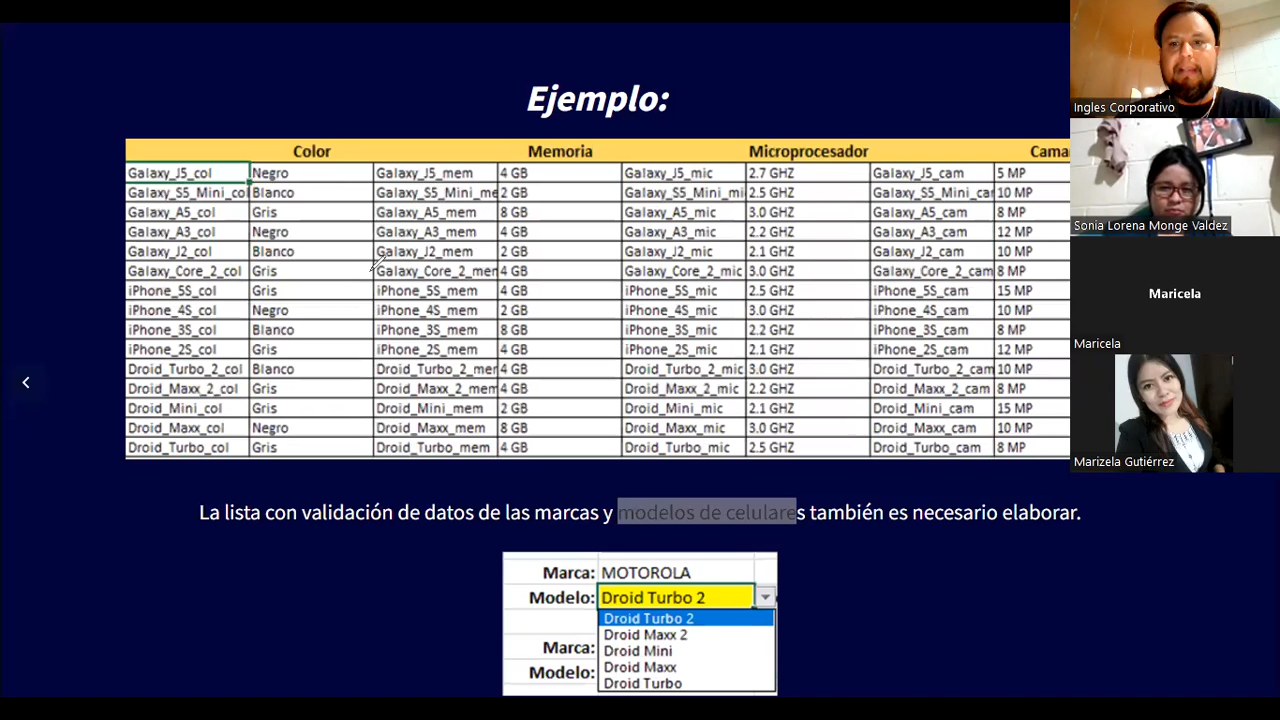 Ejemplo:
Color Memoria Microprocesador Cama
Galaxy_J5_col Negro Galaxy_J5_mem 4 GB Galaxy_J5_mic 2.7 GHZ Galaxy_J5_cam 5 MP
Galaxy_S5_Mini_col Blanco Galaxy_S5_Mini_me 2 GB Galaxy_S5_Mini_mi 2.5 GHZ Galaxy_S5_Mini_car 10 MP
Galaxy_A5_col Gris Galaxy_A5_mem 8 GB Galaxy_A5_mic 3.0 GHZ Galaxy_A5_cam 8 MP
Galaxy_A3_col Negro Galaxy_A3_mem 4 GB Galaxy_A3_mic 2.2 GHZ Galaxy_A3_cam 12 MP
Galaxy_J2_col Blanco Galaxy_J2_mem 2 GB Galaxy_J2_mic 2.1 GHZ Galaxy_J2_cam 10 MP
Galaxy_Core_2_col Gris Galaxy_Core_2_mer 4 GB Galaxy_Core_2_mic 3.0 GHZ Galaxy_Core_2_cam 8 MP
iPhone_5S_col Gris iPhone_5S_mem 4 GB iPhone_5S_mic 2.5 GHZ iPhone_5S_cam 15 MP
iPhone_4S_col Negro iPhone_4S_mem 2 GB iPhone_4S_mic 3.0 GHZ iPhone_4S_cam 10 MP
iPhone_3S_col Blanco iPhone_3S_mem 8 GB iPhone_3S_mic 2.2 GHZ iPhone_3S_cam 8 MP
iPhone_2S_col Gris iPhone_2S_mem 4 GB iPhone_2S_mic 2.1 GHZ iPhone_2S_cam 12 MP
Droid_Turbo_2_col Blanco Droid_Turbo_2_mer 4 GB Droid_Turbo_2_mic 3.0 GHZ Droid_Turbo_2_cam 10 MP
Droid_Maxx_2_col Gris Droid_Maxx_2_mem 4 GB Droid_Maxx_2_mic 2.2 GHZ Droid_Maxx_2_cam 8 MP
Droid_Mini_col Gris Droid_Mini_mem 2 GB Droid_Mini_mic 2.1 GHZ Droid_Mini_cam 15 MP
Droid_Maxx_col Negro Droid_Maxx_mem 8 GB Droid_Maxx_mic 3.0 GHZ Droid_Maxx_cam 10 MP
Droid_Turbo_col Gris Droid_Turbo_mem 4 GB Droid_Turbo_mic 2.5 GHZ Droid_Turbo_cam 8 MP
La lista con validación de datos de las marcas y modelos de celulares también es necesario elaborar.
Marca: MOTOROLA
Modelo: Droid Turbo 2
Droid Turbo 2
Droid Maxx 2
Droid Mini
Marca:
Droid Maxx
Modelo:
Droid Turbo
Ingles Corporativo
Sonia Lorena Monge Valdez
Maricela
Maricela
Marizela Gutiérrez